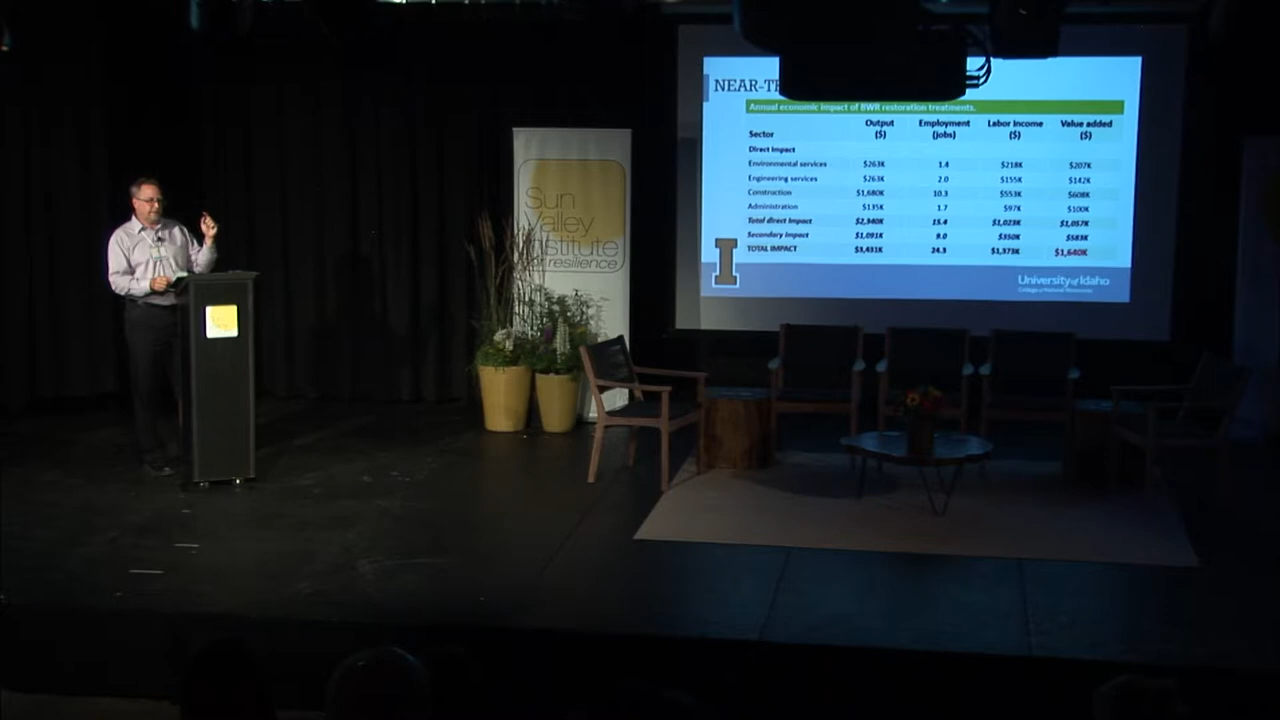 Sun
Valley
Institute
for resilience
NEAR-TE
Annual economic impact of BWR restoration treatments.
Sector Output ($) Employment (jobs) Labor Income ($) Value added ($)
Direct Impact
Environmental services $263K 1.4 $218K $207K
Engineering services $263K 2.0 $155K $142K
Construction $1,680K 10.3 $553K $608K
Administration $135K 1.7 $97K $100K
Total direct Impact $2,340K 15.4 $1,023K $1,057K
Secondary Impact $1,091K 9.0 $350K $583K
TOTAL IMPACT $3,431K 24.3 $1,373K $1,640K
I
University of Idaho
College of Natural Resources